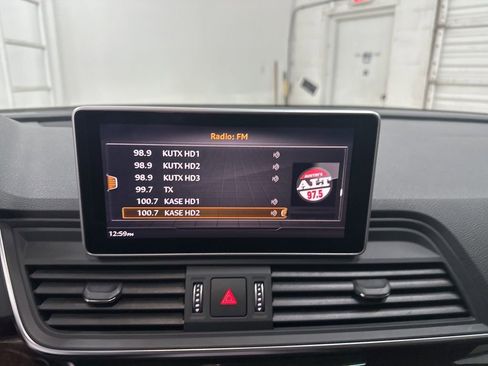 Radio: FM
98.9 KUTX HD1
98.9 KUTX HD2
98.9 KUTX HD3
99.7 TX
100.7 KASE HD1
100.7 KASE HD2
AUSTIN'S
ALT
97.5
12:59PM